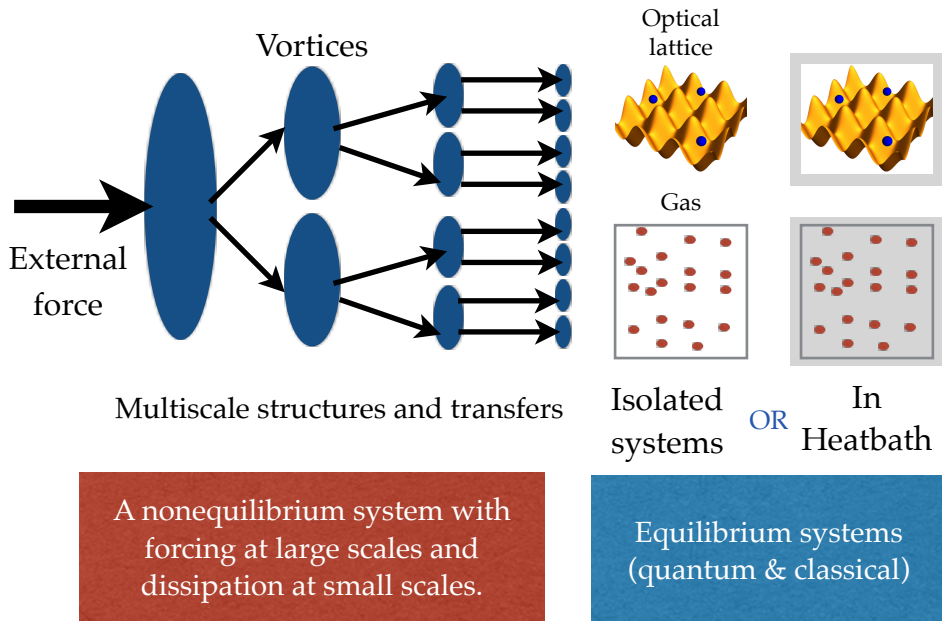 Vortices
External
force
Multiscale structures and transfers
A nonequilibrium system with
forcing at large scales and
dissipation at small scales.
Optical
lattice
Gas
Isolated
systems
OR
In
Heatbath
Equilibrium systems
(quantum & classical)